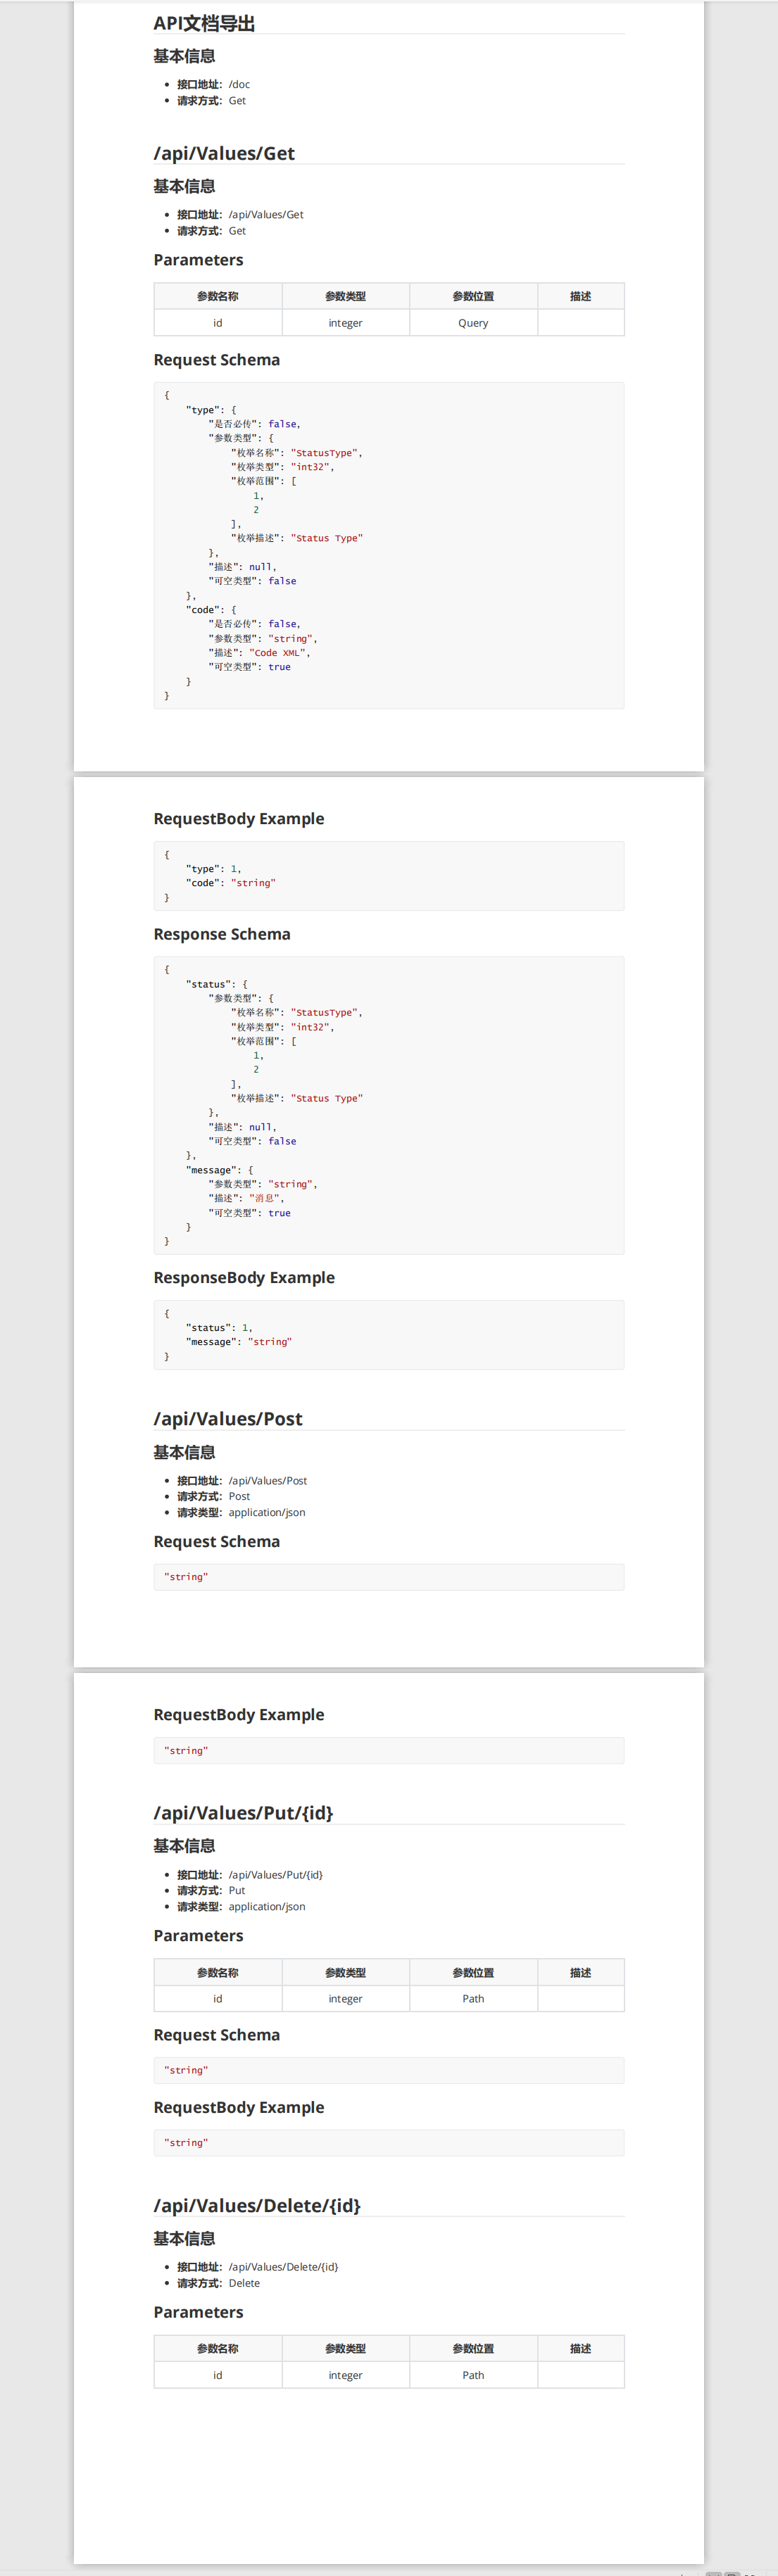 API文档导出
基本信息
• 接口地址：/doc
• 请求方式：Get
/api/Values/Get
基本信息
• 接口地址：/api/Values/Get
• 请求方式：Get
Parameters
参数名称 参数类型 参数位置 描述
id integer Query
Request Schema
{
    "type": {
        "是否必传": false,
        "参数类型": {
            "枚举名称": "StatusType",
            "枚举类型": "int32",
            "枚举范围": [
                1,
                2
            ],
            "枚举描述": "Status Type"
        },
        "描述": null,
        "可空类型": false
    },
    "code": {
        "是否必传": false,
        "参数类型": "string",
        "描述": "Code XML",
        "可空类型": true
    }
}
RequestBody Example
{
    "type": 1,
    "code": "string"
}
Response Schema
{
    "status": {
        "参数类型": {
            "枚举名称": "StatusType",
            "枚举类型": "int32",
            "枚举范围": [
                1,
                2
            ],
            "枚举描述": "Status Type"
        },
        "描述": null,
        "可空类型": false
    },
    "message": {
        "参数类型": "string",
        "描述": "消息",
        "可空类型": true
    }
}
ResponseBody Example
{
    "status": 1,
    "message": "string"
}
/api/Values/Post
基本信息
• 接口地址：/api/Values/Post
• 请求方式：Post
• 请求类型：application/json
Request Schema
"string"
RequestBody Example
"string"
/api/Values/Put/{id}
基本信息
• 接口地址：/api/Values/Put/{id}
• 请求方式：Put
• 请求类型：application/json
Parameters
参数名称 参数类型 参数位置 描述
id integer Path
Request Schema
"string"
RequestBody Example
"string"
/api/Values/Delete/{id}
基本信息
• 接口地址：/api/Values/Delete/{id}
• 请求方式：Delete
Parameters
参数名称 参数类型 参数位置 描述
id integer Path